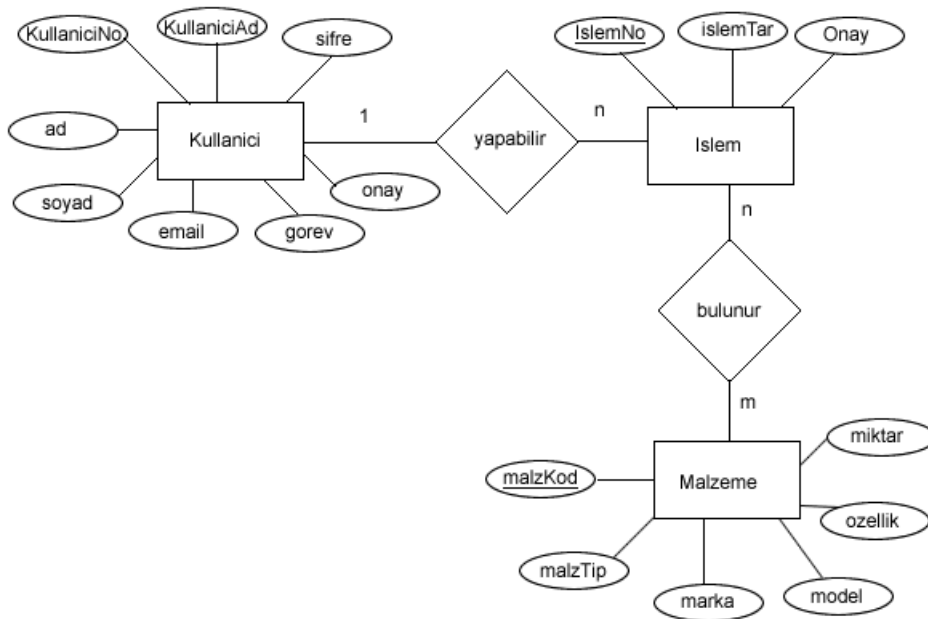 KullaniciNo
KullaniciAd
sifre
ad
Kullanici
soyad
email
gorev
onay
1
yapabilir
n
IslemNo
islemTar
Onay
Islem
n
bulunur
m
malzKod
Malzeme
miktar
ozellik
malzTip
marka
model